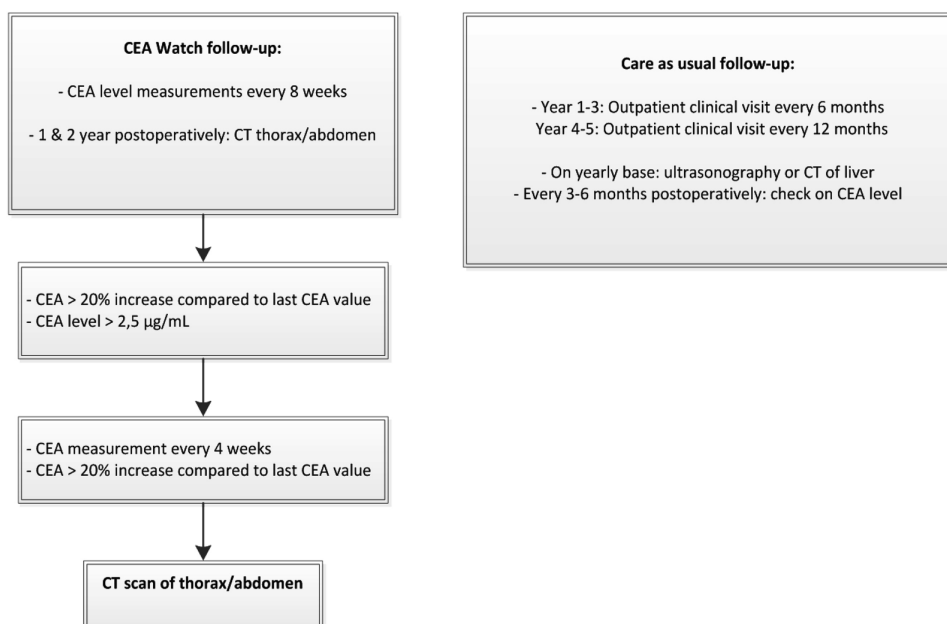 CEA Watch follow-up:
- CEA level measurements every 8 weeks
- 1 & 2 year postoperatively: CT thorax/abdomen
- CEA > 20% increase compared to last CEA value
- CEA level > 2,5 µg/mL
- CEA measurement every 4 weeks
- CEA > 20% increase compared to last CEA value
CT scan of thorax/abdomen
Care as usual follow-up:
- Year 1-3: Outpatient clinical visit every 6 months
Year 4-5: Outpatient clinical visit every 12 months
- On yearly base: ultrasonography or CT of liver
- Every 3-6 months postoperatively: check on CEA level